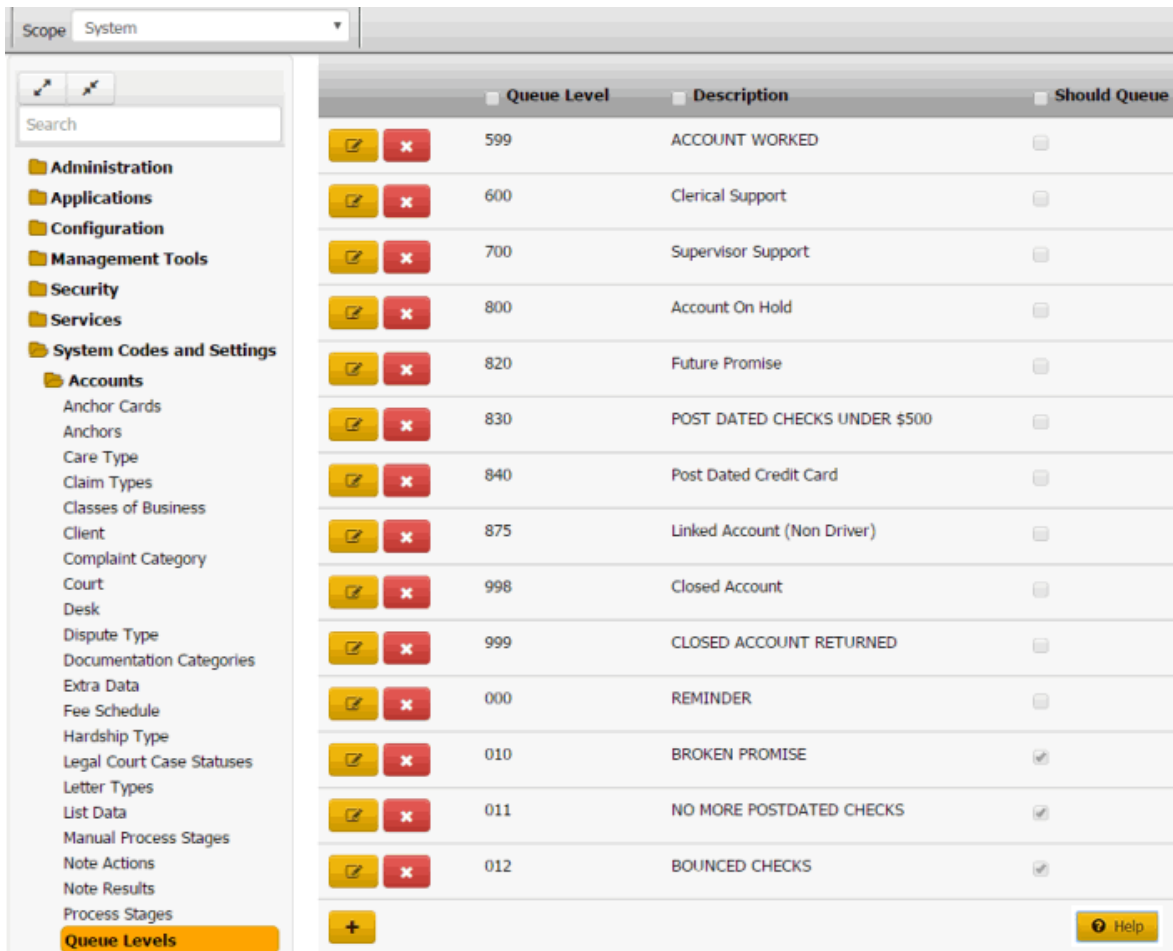 Scope System
Search
Administration
Applications
Configuration
Management Tools
Security
Services
System Codes and Settings
Accounts
Anchor Cards
Anchors
Care Type
Claim Types
Classes of Business
Client
Complaint Category
Court
Desk
Dispute Type
Documentation Categories
Extra Data
Fee Schedule
Hardship Type
Legal Court Case Statuses
Letter Types
List Data
Manual Process Stages
Note Actions
Note Results
Process Stages
Queue Levels
Queue Level Description Should Queue
599 ACCOUNT WORKED
600 Clerical Support
700 Supervisor Support
800 Account On Hold
820 Future Promise
830 POST DATED CHECKS UNDER $500
840 Post Dated Credit Card
875 Linked Account (Non Driver)
998 Closed Account
999 CLOSED ACCOUNT RETURNED
000 REMINDER
010 BROKEN PROMISE
011 NO MORE POSTDATED CHECKS
012 BOUNCED CHECKS
Help